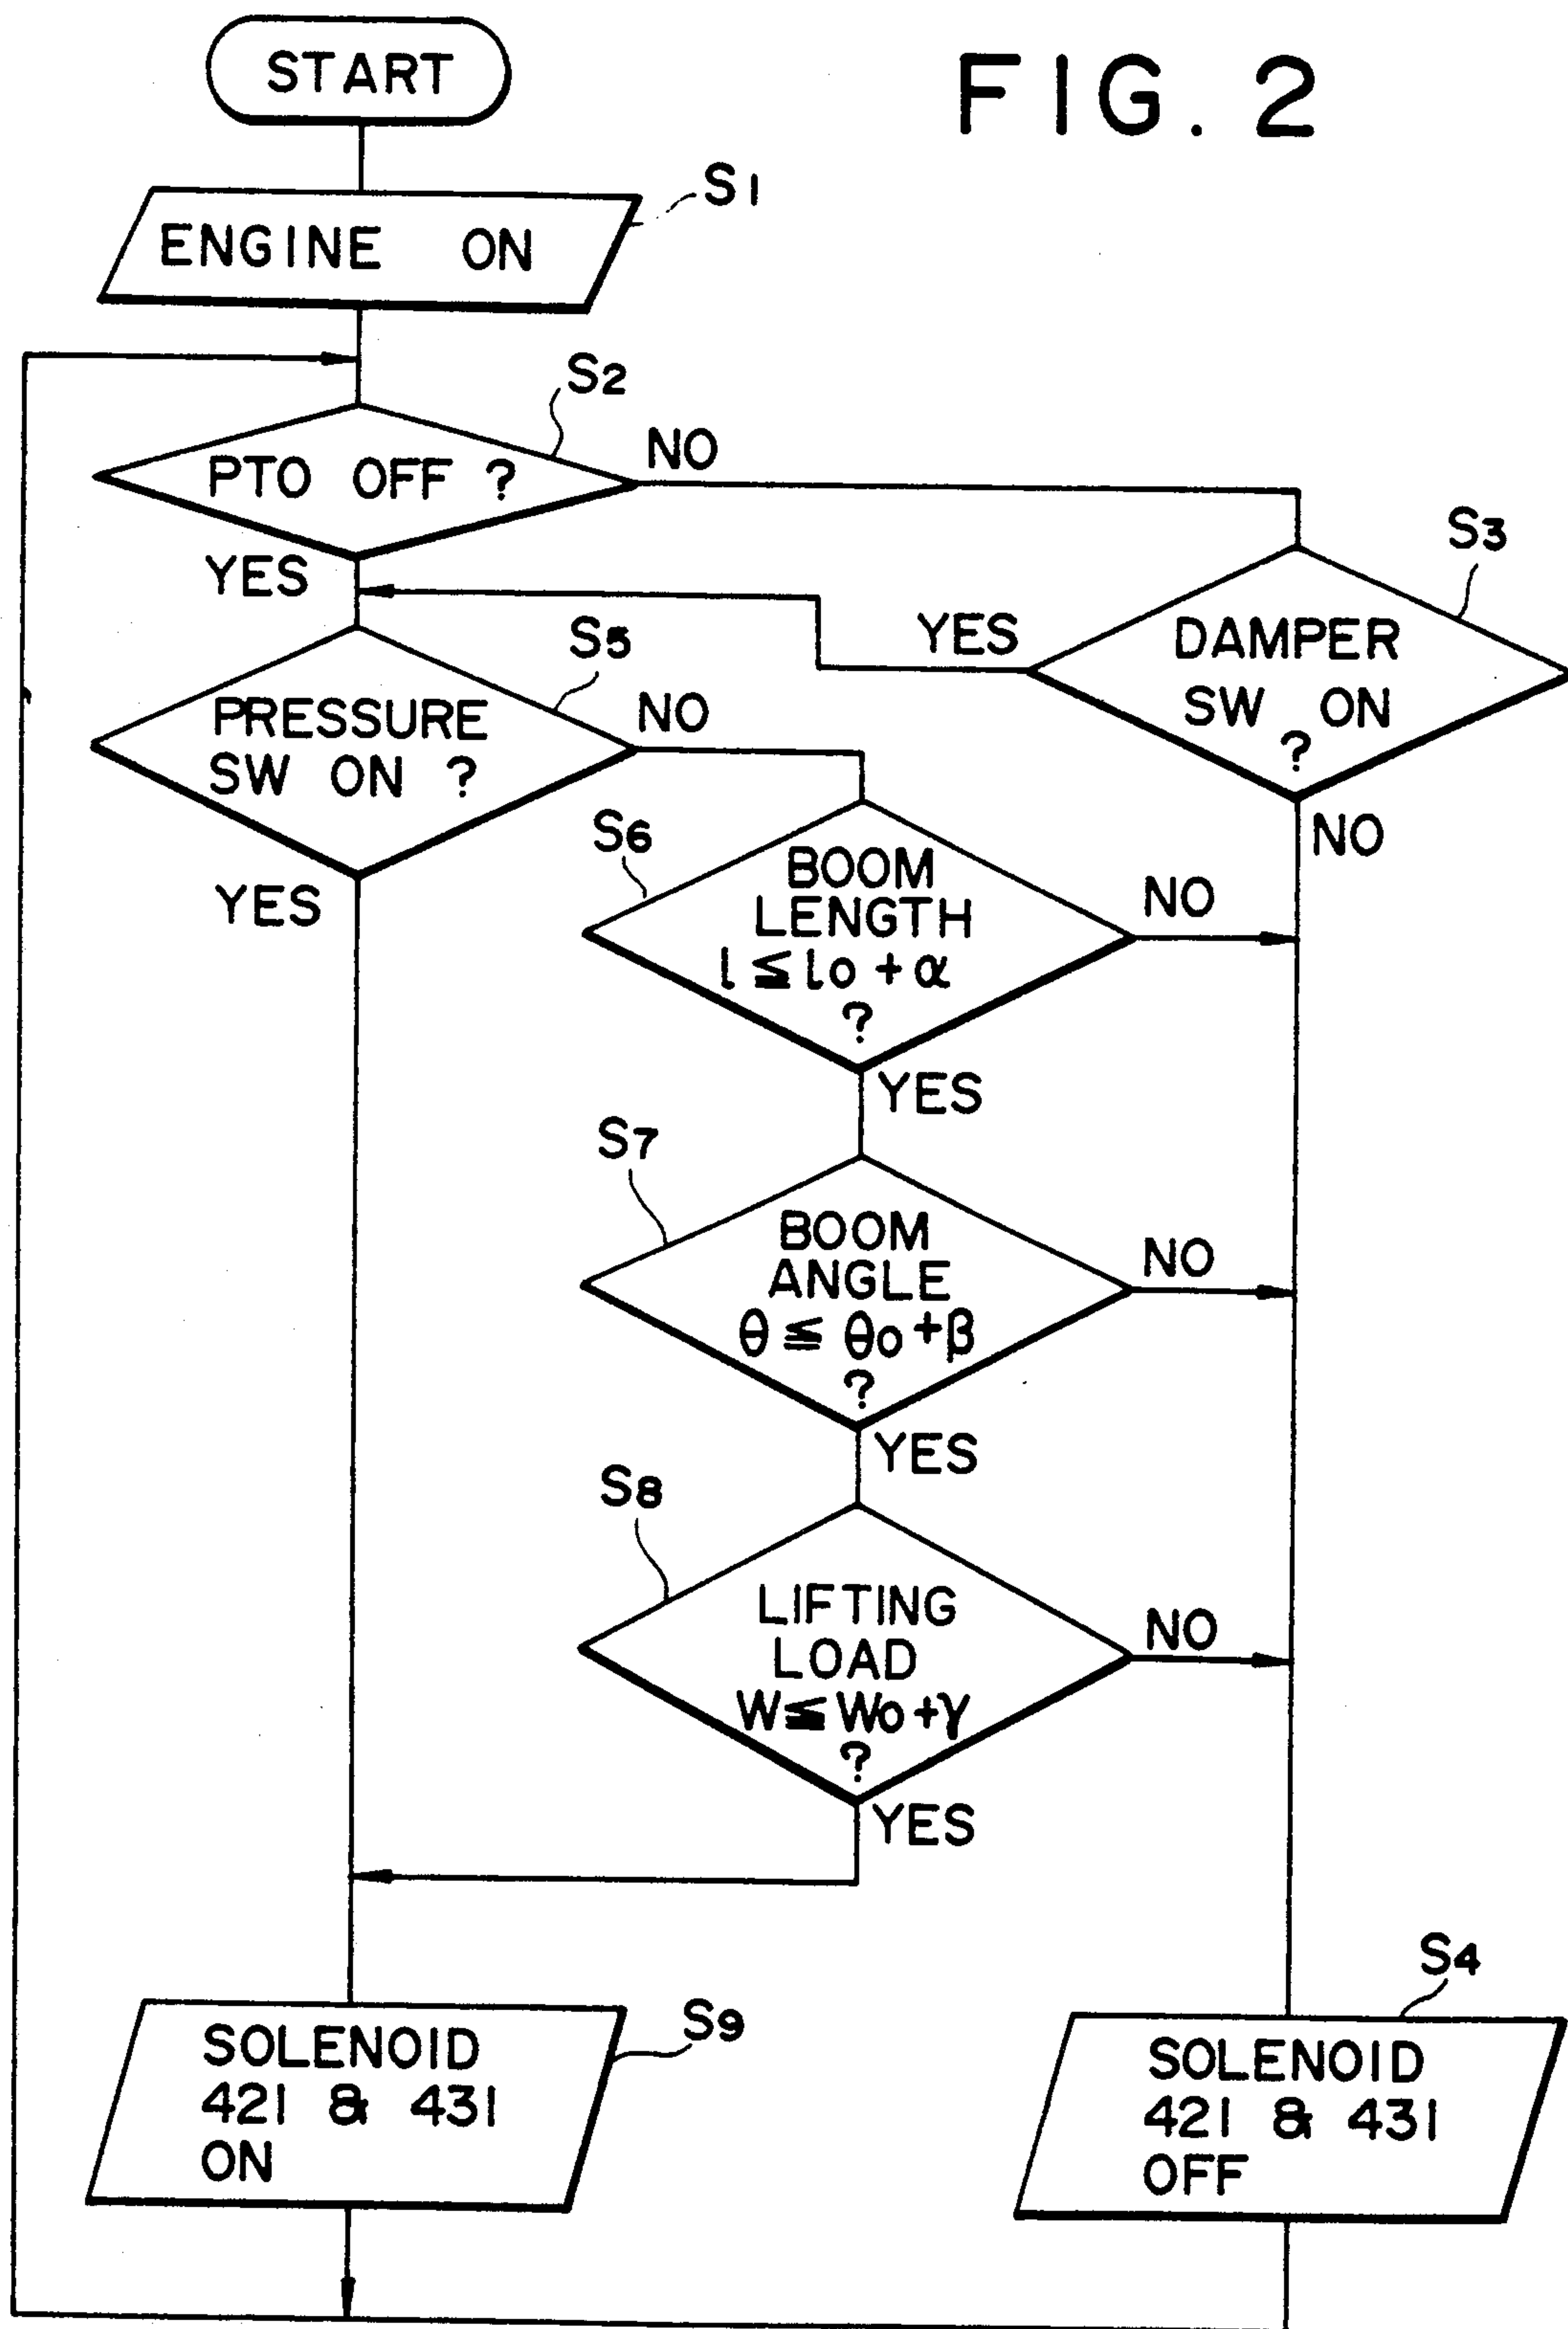 FIG. 2
START
ENGINE ON
S1
PTO OFF ?
S2
NO
YES
DAMPER
SW ON
?
S3
YES
NO
PRESSURE
SW ON ?
S5
NO
YES
BOOM
LENGTH
l ≦ lo + α
?
S6
NO
YES
BOOM
ANGLE
θ ≦ θo + β
?
S7
NO
YES
LIFTING
LOAD
W ≦ Wo + γ
?
S8
NO
YES
SOLENOID
421 & 431
ON
S9
SOLENOID
421 & 431
OFF
S4